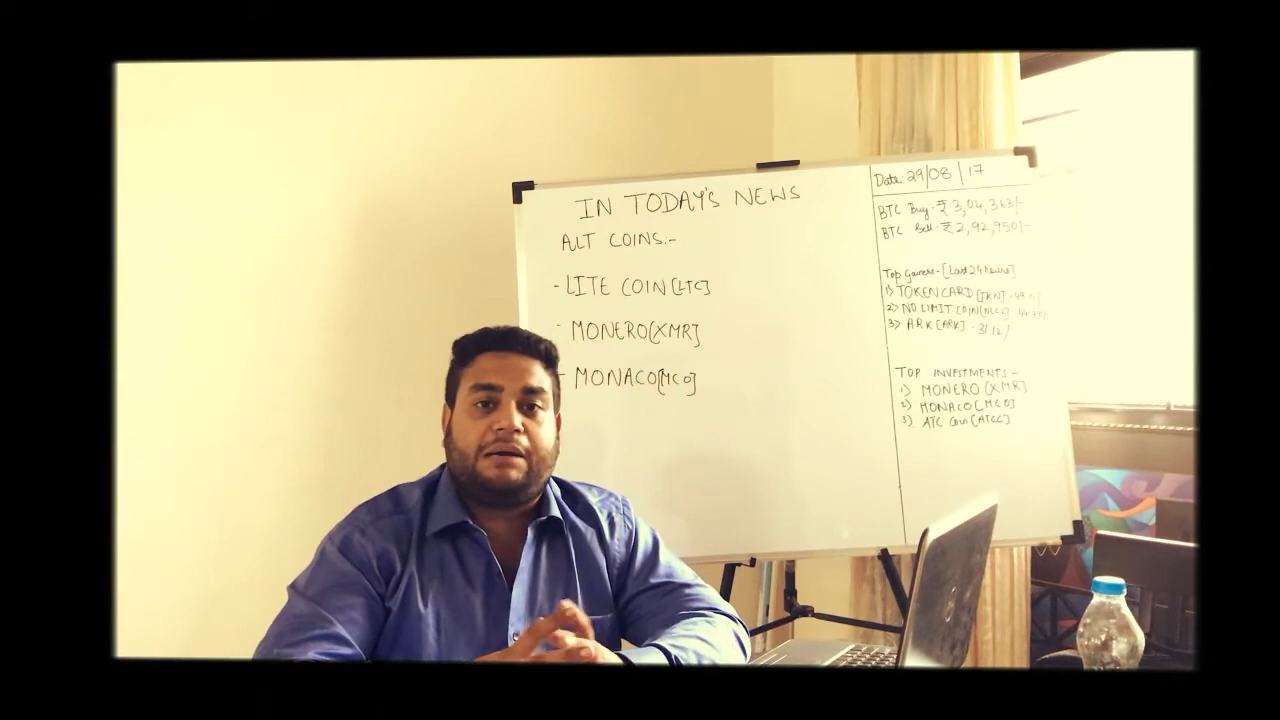 IN TODAY'S NEWS
ALT COINS:-
- LITE COIN [LTC]
- MONERO [XMR]
- MONACO [MCO]
Date: 29/08/17
BTC Buy - ₹ 3,04,363/-
BTC Sell - ₹ 2,92,950/-
Top Gainers - [Last 24 hours]
1) TOKENCARD [TKN] -
2) NO LIMIT COIN
3) ARK [ARK] -
TOP INVESTMENTS -
1) MONERO [XMR]
2) MONACO [MCO]
3) ATC Coin [ATCC]